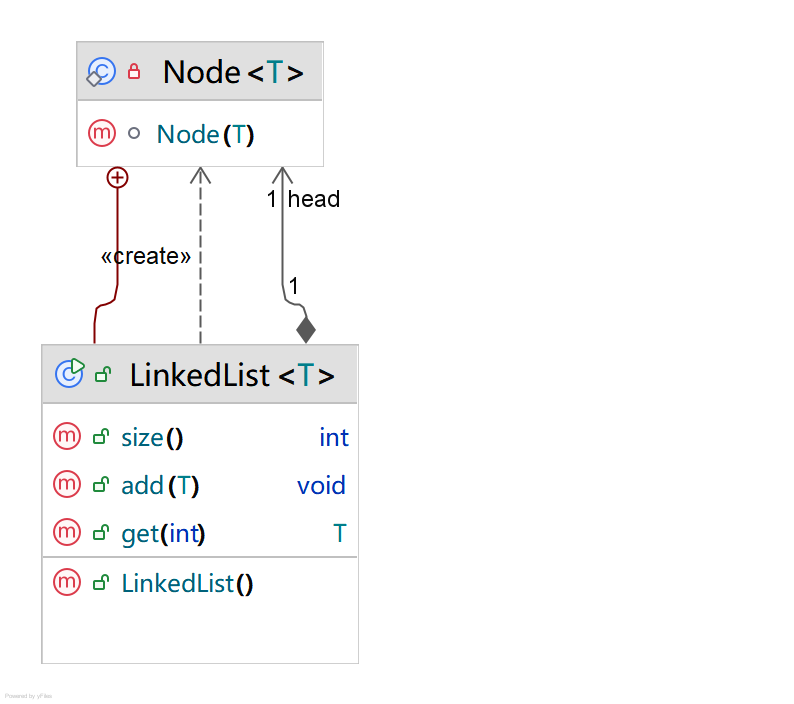 Node<T>
Node(T)
1 head
«create»
1
LinkedList<T>
size() int
add(T) void
get(int) T
LinkedList()
Powered by yFiles